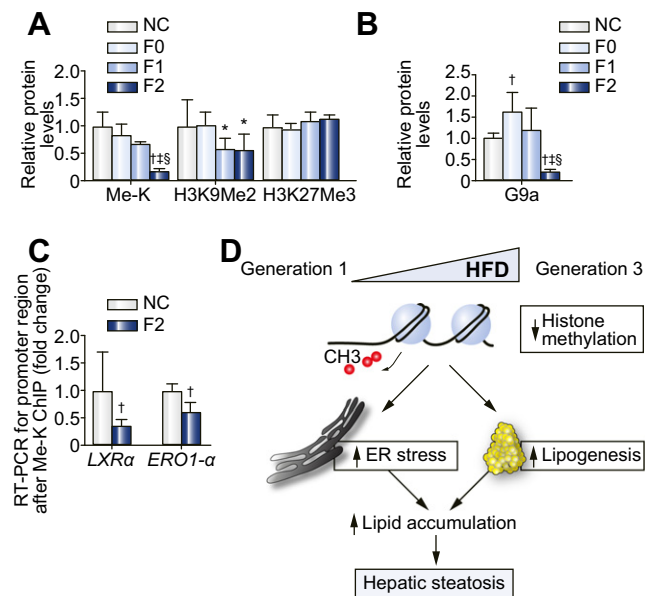 A
NC
F0
F1
F2
Relative protein
levels
2.0
1.5
1.0
0.5
0
* *
†‡§
Me-K H3K9Me2 H3K27Me3
B
NC
F0
F1
F2
Relative protein
levels
2.5
2.0
1.5
1.0
0.5
0
†
†‡§
G9a
C
NC
F2
RT-PCR for promoter region
after Me-K ChIP (fold change)
2.0
1.5
1.0
0.5
0
† †
LXRα ERO1-α
D
Generation 1 HFD Generation 3
Histone
methylation
CH3
ER stress
Lipogenesis
Lipid accumulation
Hepatic steatosis